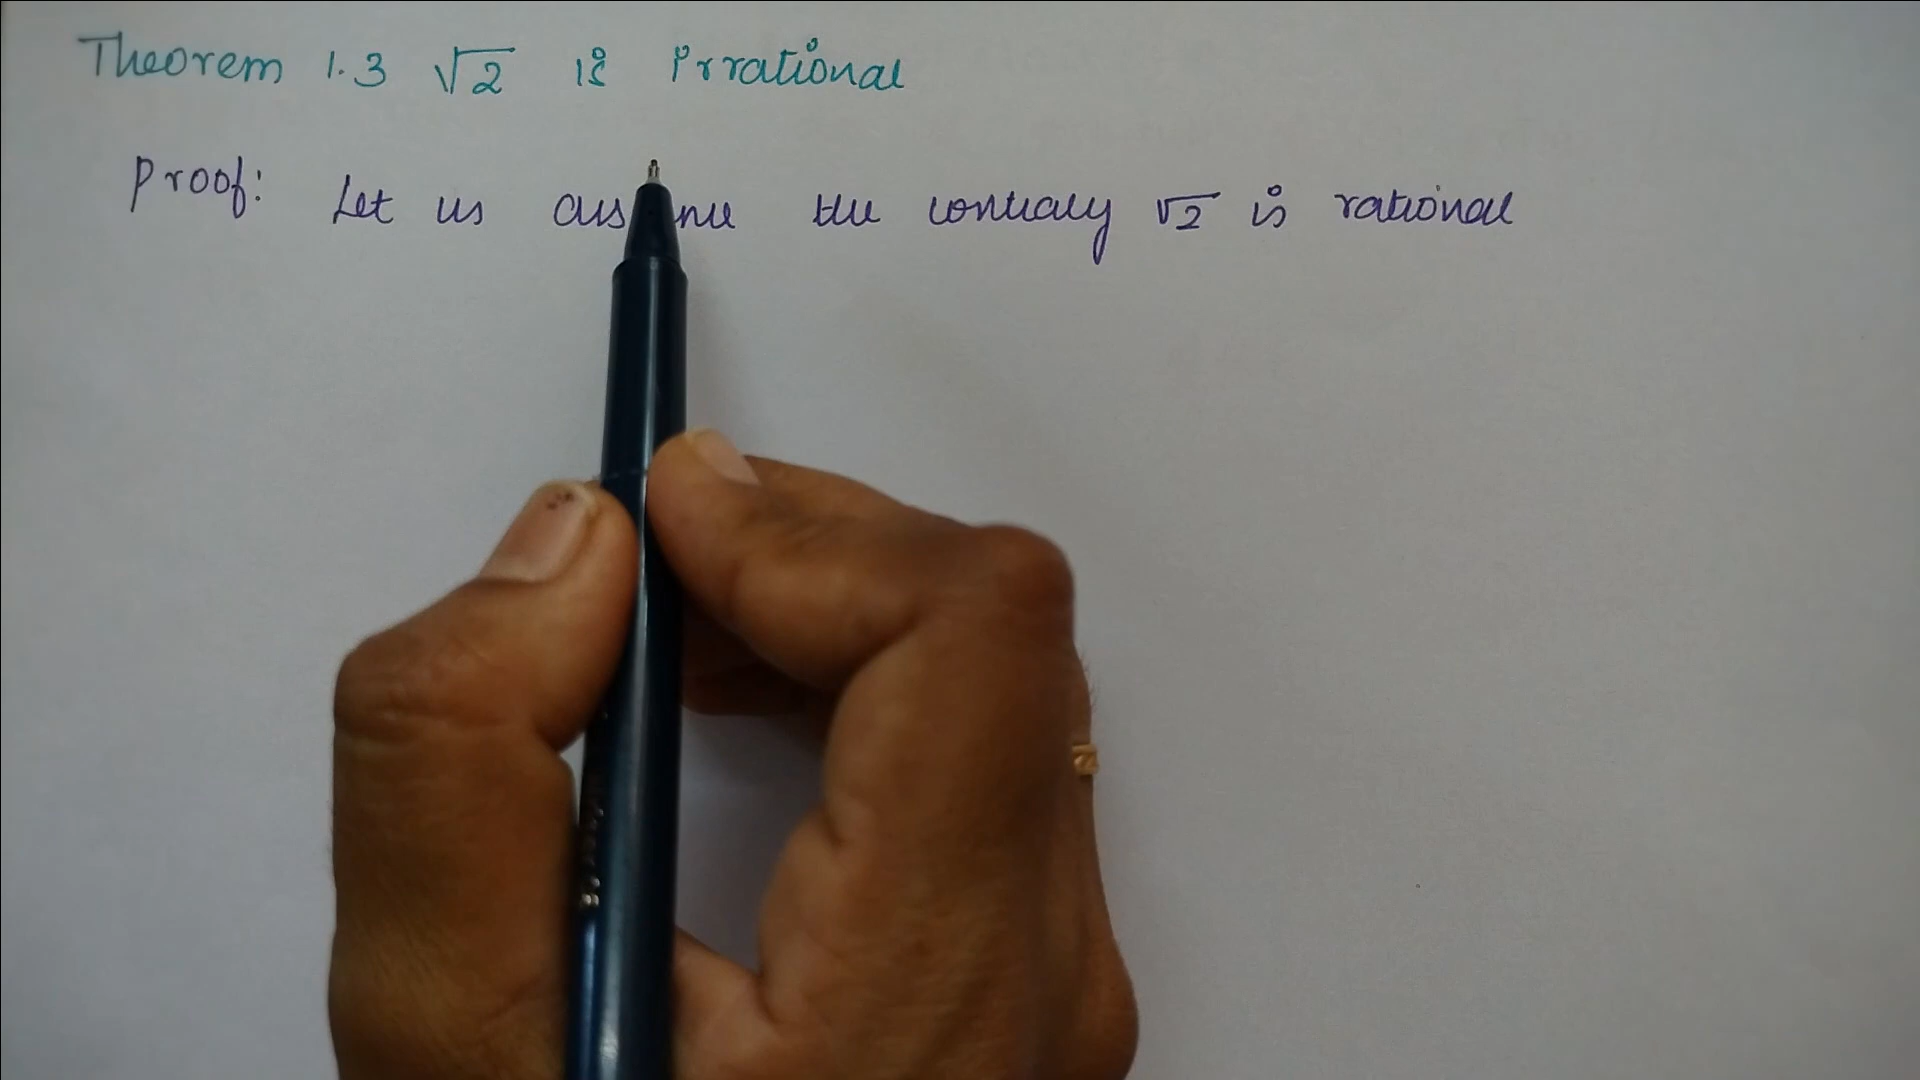 Theorem 1.3 √2 is irrational
Proof: Let us assume the contrary √2 is rational